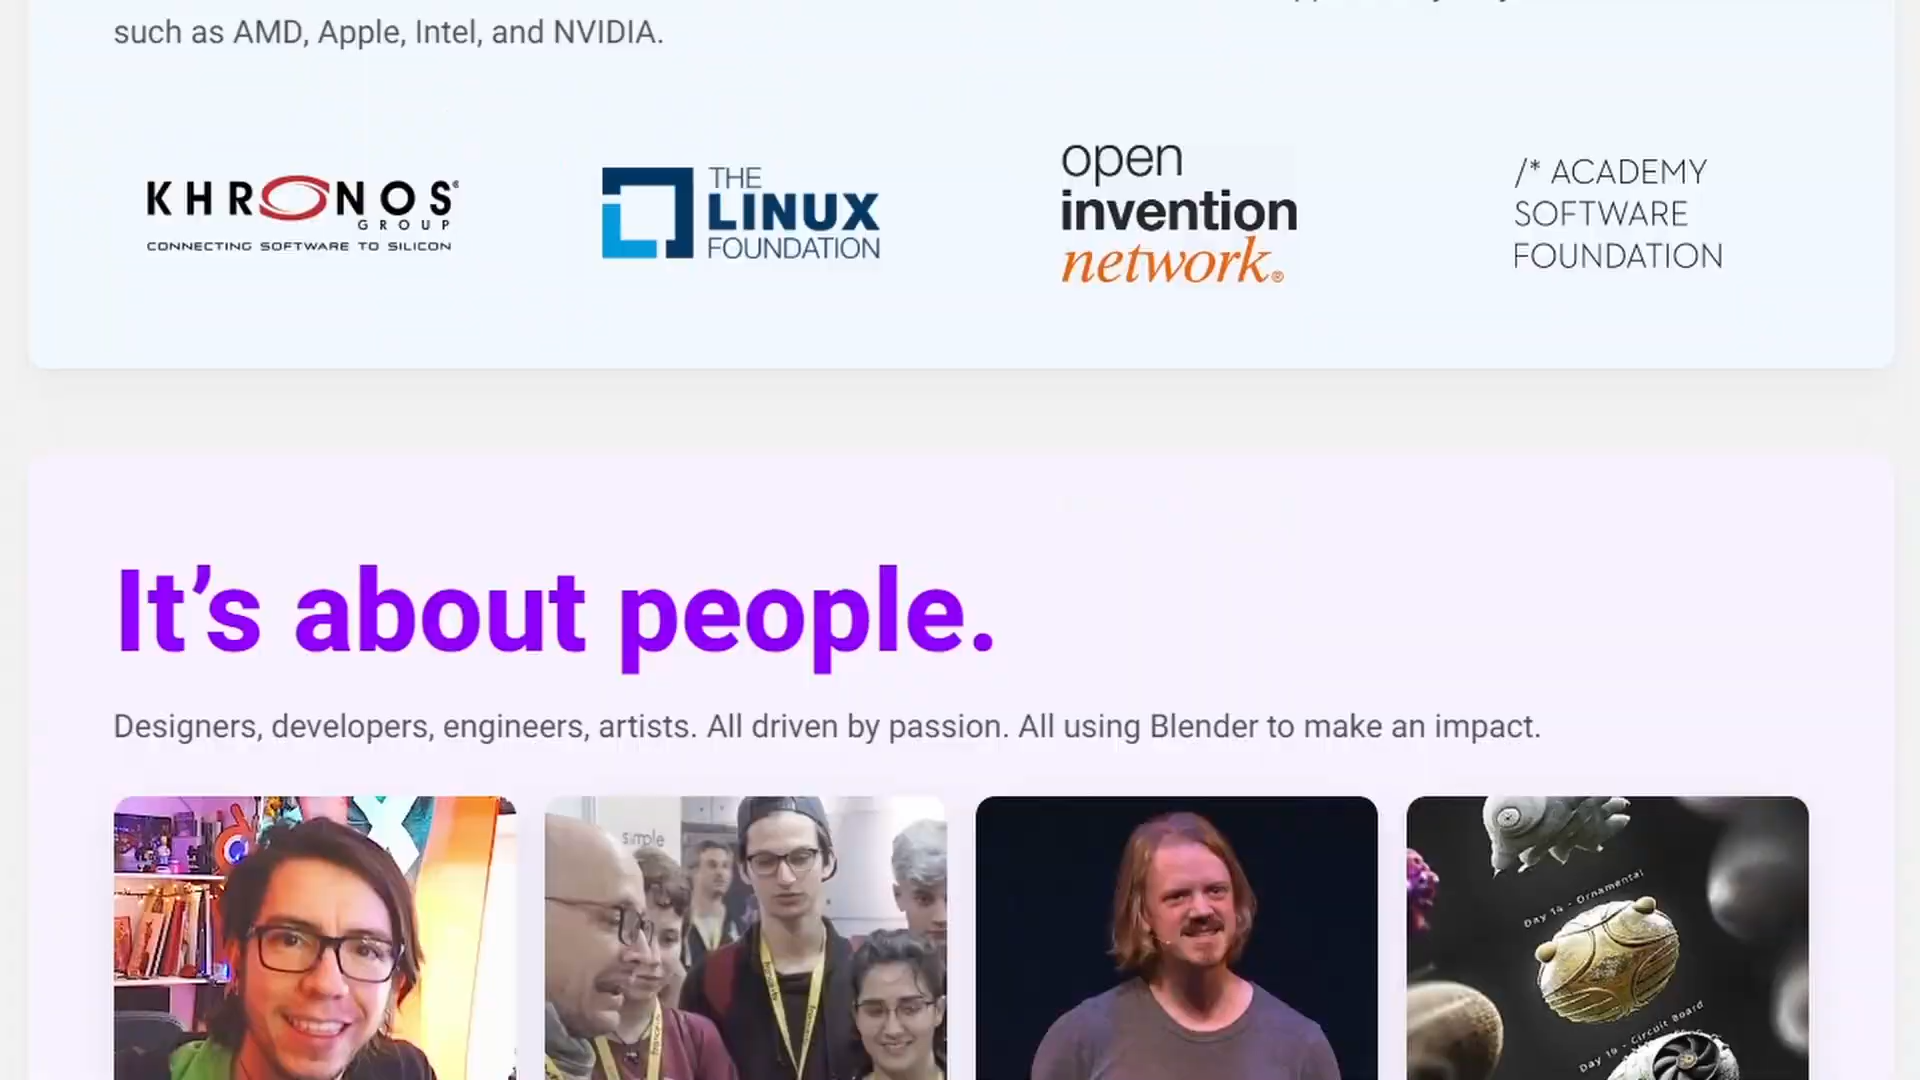 such as AMD, Apple, Intel, and NVIDIA.
KHRONOS®
GROUP
CONNECTING SOFTWARE TO SILICON
THE
LINUX
FOUNDATION
open
invention
network®
/* ACADEMY
SOFTWARE
FOUNDATION
It’s about people.
Designers, developers, engineers, artists. All driven by passion. All using Blender to make an impact.
simple
Day 14 - Ornamental
Day 19 - Circuit Board